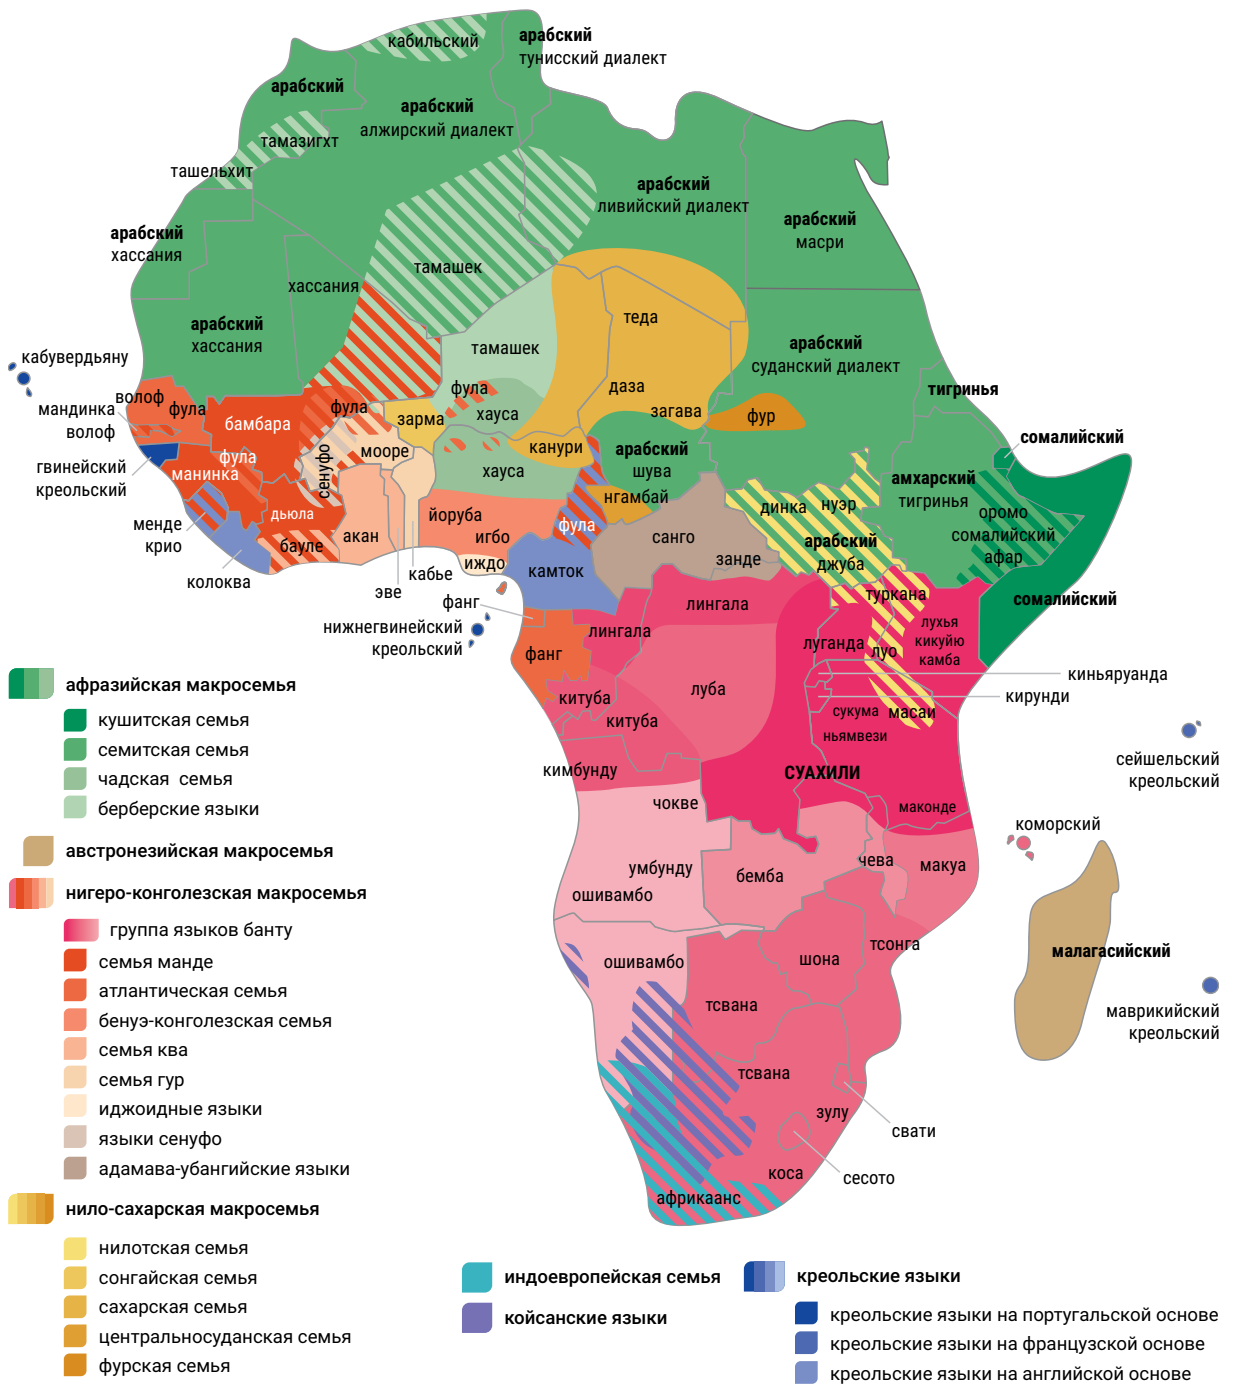 кабильский
арабский
тунисский диалект
арабский
арабский
алжирский диалект
тамазигхт
ташельхит
арабский
ливийский диалект
арабский
масри
арабский
хассания
хассания
тамашек
арабский
хассания
тамашек
теда
даза
загава
арабский
суданский диалект
тигринья
кабувердьяну
мандинка
волоф
волоф
фула
бамбара
фула
зарма
фула
хауса
фур
сомалийский
гвинейский
креольский
манинка
фула
сенуфо
мооре
хауса
канури
арабский
шува
нгамбай
амхарский
тигринья
оромо
сомалийский
афар
менде
крио
дьюла
бауле
акан
йоруба
игбо
иждо
фула
камток
санго
занде
динка
нуэр
арабский
джуба
колоква
эве
кабье
фанг
нижнегвинейский
креольский
фанг
лингала
лингала
туркана
луганда
луо
лухья
кикуйю
камба
сомалийский
киньяруанда
кирунди
луба
китуба
китуба
сукума
масаи
ньямвези
СУАХИЛИ
кимбунду
чокве
маконде
сейшельский
креольский
коморский
умбунду
ошивамбо
бемба
чева
макуа
ошивамбо
шона
тсонга
малагасийский
тсвана
маврикийский
креольский
тсвана
зулу
свати
коса
сесото
африкаанс
афразийская макросемья
кушитская семья
семитская семья
чадская семья
берберские языки
австронезийская макросемья
нигеро-конголезская макросемья
группа языков банту
семья манде
атлантическая семья
бенуэ-конголезская семья
семья ква
семья гур
иджоидные языки
языки сенуфо
адамава-убангийские языки
нило-сахарская макросемья
нилотская семья
сонгайская семья
сахарская семья
центральносуданская семья
фурская семья
индоевропейская семья
койсанские языки
креольские языки
креольские языки на португальской основе
креольские языки на французской основе
креольские языки на английской основе